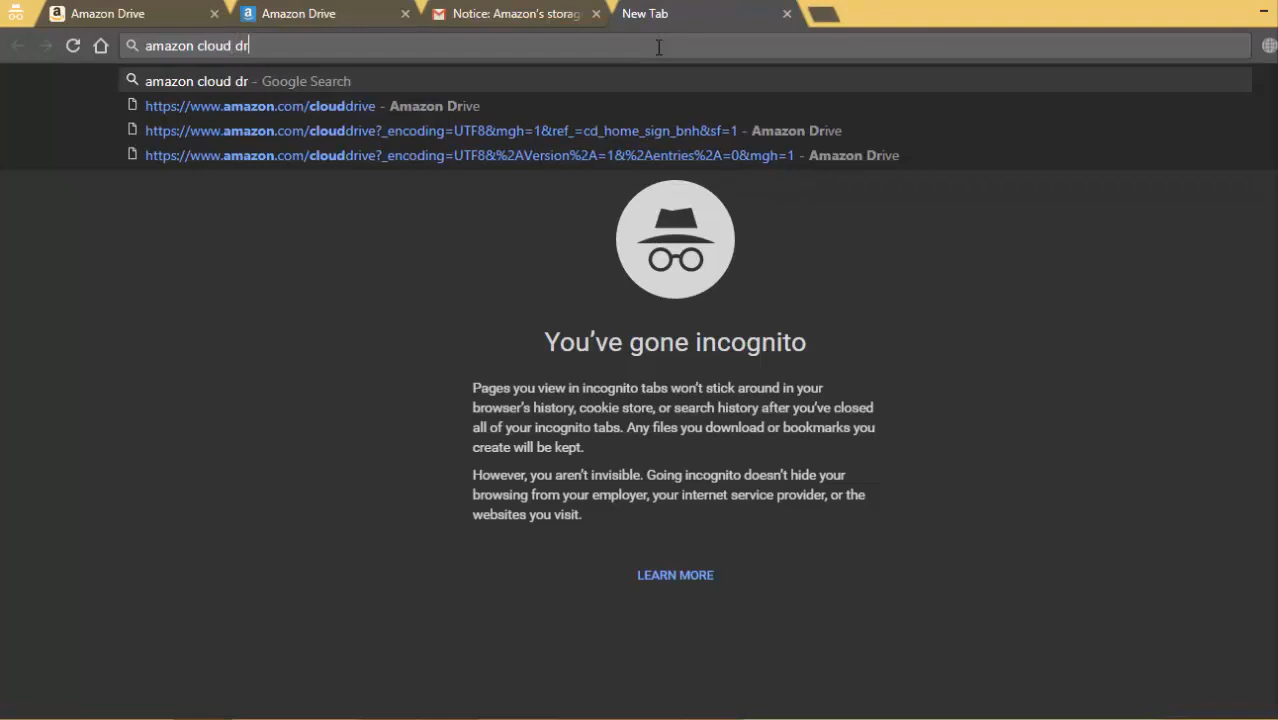 Amazon Drive
Amazon Drive
Notice: Amazon's storag
New Tab
amazon cloud dr
amazon cloud dr - Google Search
https://www.amazon.com/clouddrive - Amazon Drive
https://www.amazon.com/clouddrive?_encoding=UTF8&mgh=1&ref_=cd_home_sign_bnh&sf=1 - Amazon Drive
https://www.amazon.com/clouddrive?_encoding=UTF8&%2AVersion%2A=1&%2Aentries%2A=0&mgh=1 - Amazon Drive
You've gone incognito
Pages you view in incognito tabs won't stick around in your
browser's history, cookie store, or search history after you've closed
all of your incognito tabs. Any files you download or bookmarks you
create will be kept.
However, you aren't invisible. Going incognito doesn't hide your
browsing from your employer, your internet service provider, or the
websites you visit.
LEARN MORE